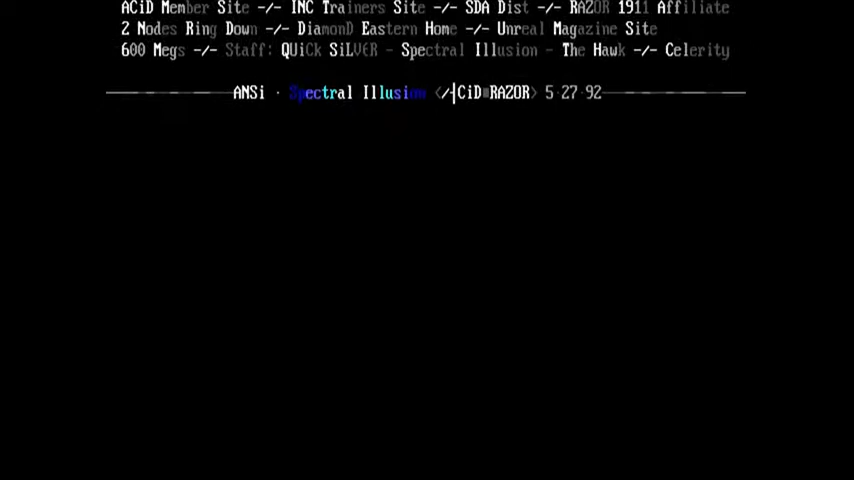 ACiD Member Site -/- INC Trainers Site -/- SDA Dist -/- RAZOR 1911 Affiliate
2 Nodes Ring Down -/- DiamonD Eastern Home -/- Unreal Magazine Site
600 Megs -/- Staff: QUiCk SiLVER - Spectral Illusion - The Hawk -/- Celerity
ANSi · Spectral Illusion </-|CiD■RAZOR> 5·27·92